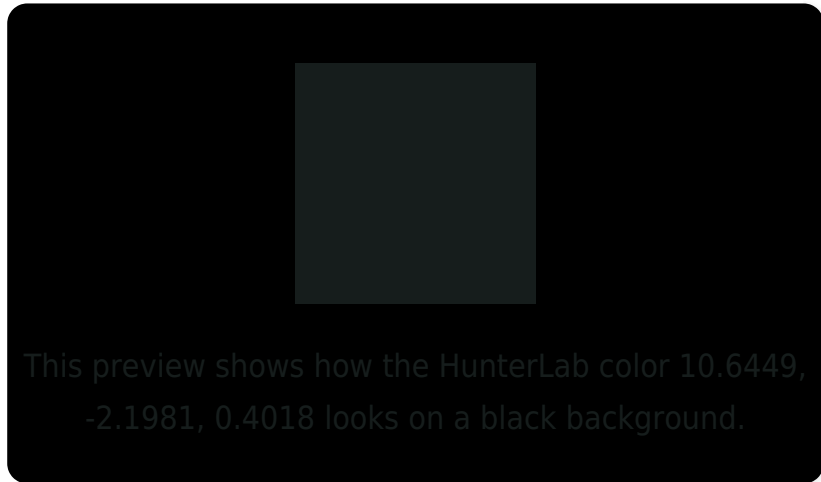 This preview shows how the HunterLab color 10.6449,
-2.1981, 0.4018 looks on a black background.